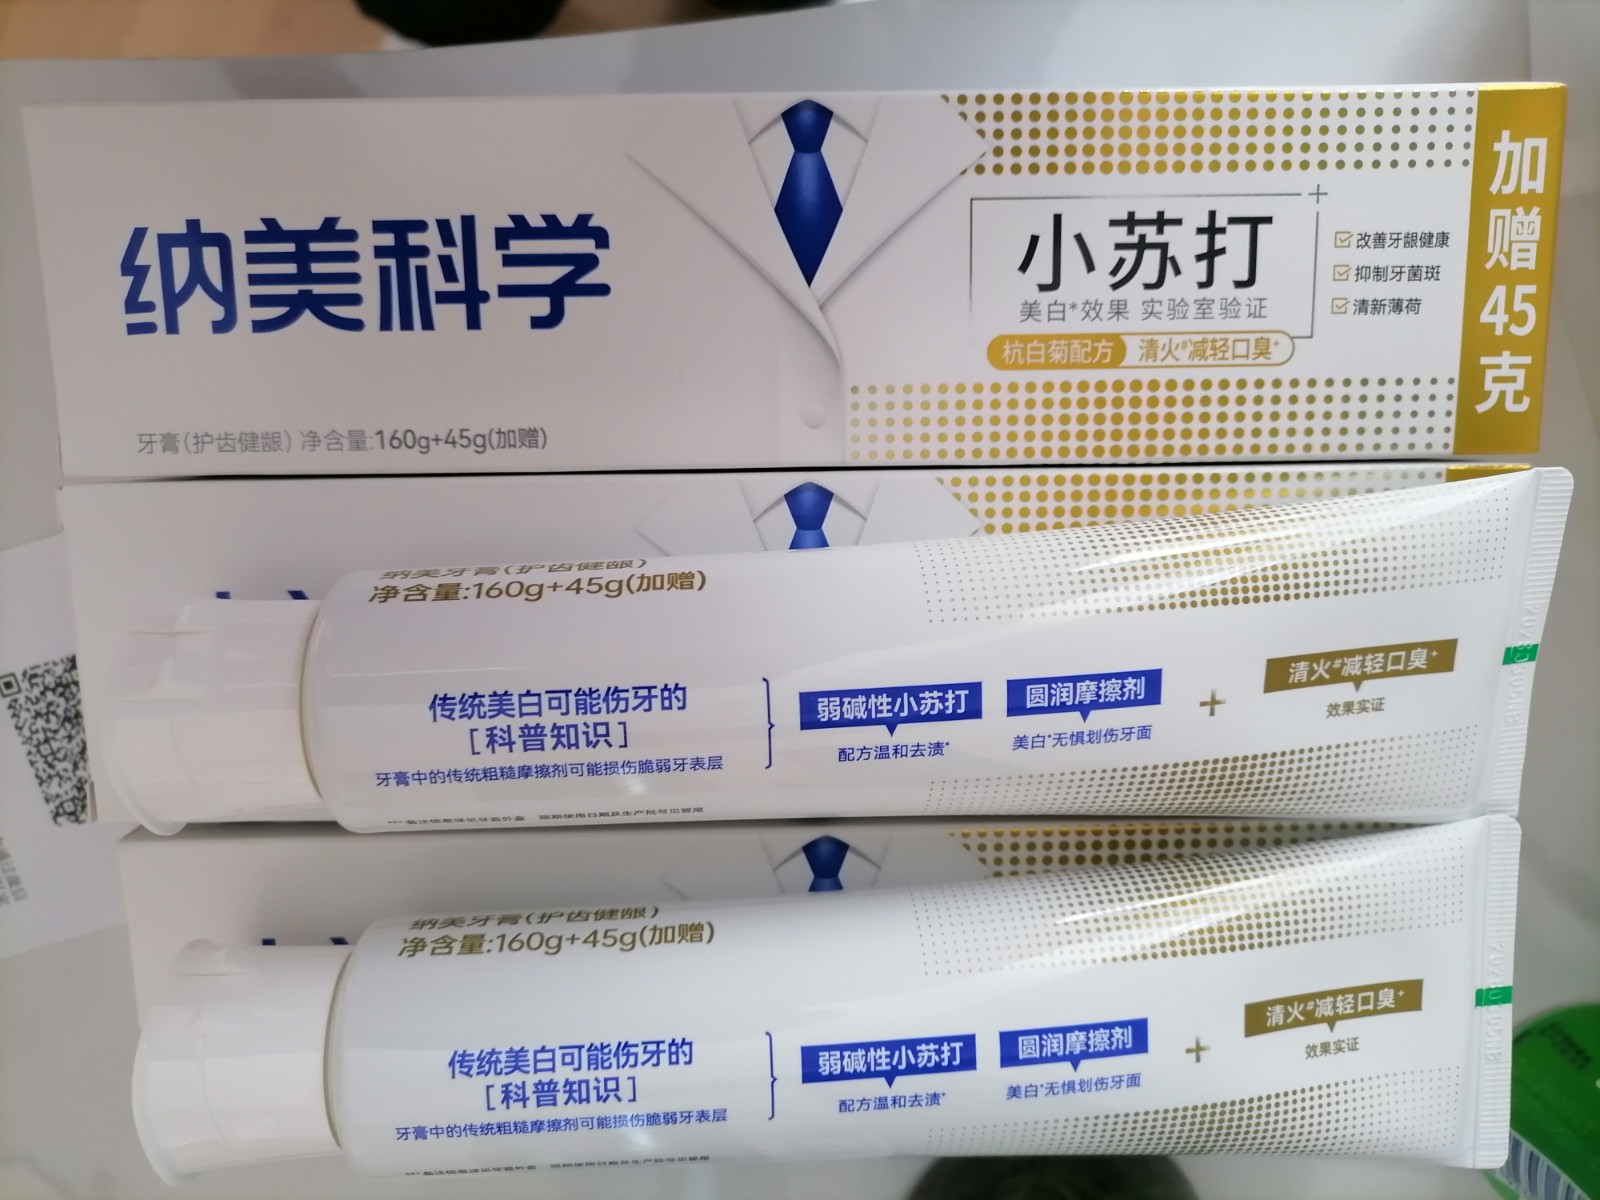 纳美科学
牙膏(护齿健龈) 净含量:160g+45g(加赠)
小苏打
美白*效果 实验室验证
杭白菊配方 清火#减轻口臭+
改善牙龈健康
抑制牙菌斑
清新薄荷
加赠45克
纳美牙膏(护齿健龈)
净含量:160g+45g(加赠)
传统美白可能伤牙的
[科普知识]
牙膏中的传统粗糙摩擦剂可能损伤脆弱牙表层
弱碱性小苏打
配方温和去渍*
圆润摩擦剂
美白*无惧划伤牙面
+
清火#减轻口臭+
效果实证
纳美牙膏(护齿健龈)
净含量:160g+45g(加赠)
传统美白可能伤牙的
[科普知识]
牙膏中的传统粗糙摩擦剂可能损伤脆弱牙表层
弱碱性小苏打
配方温和去渍*
圆润摩擦剂
美白*无惧划伤牙面
+
清火#减轻口臭+
效果实证